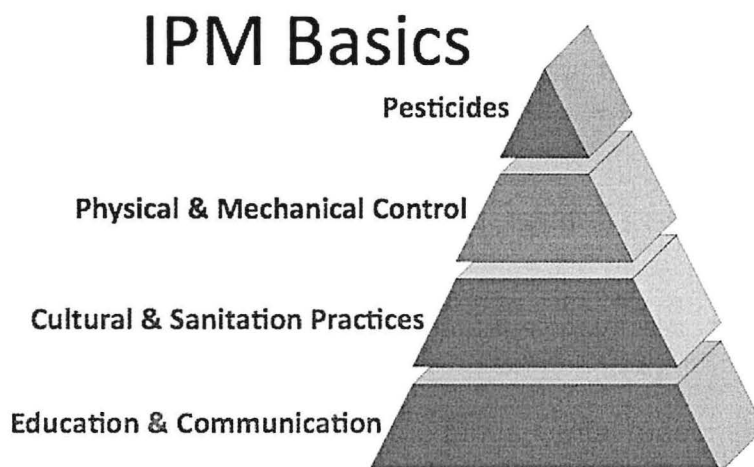 IPM Basics
Pesticides
Physical & Mechanical Control
Cultural & Sanitation Practices
Education & Communication